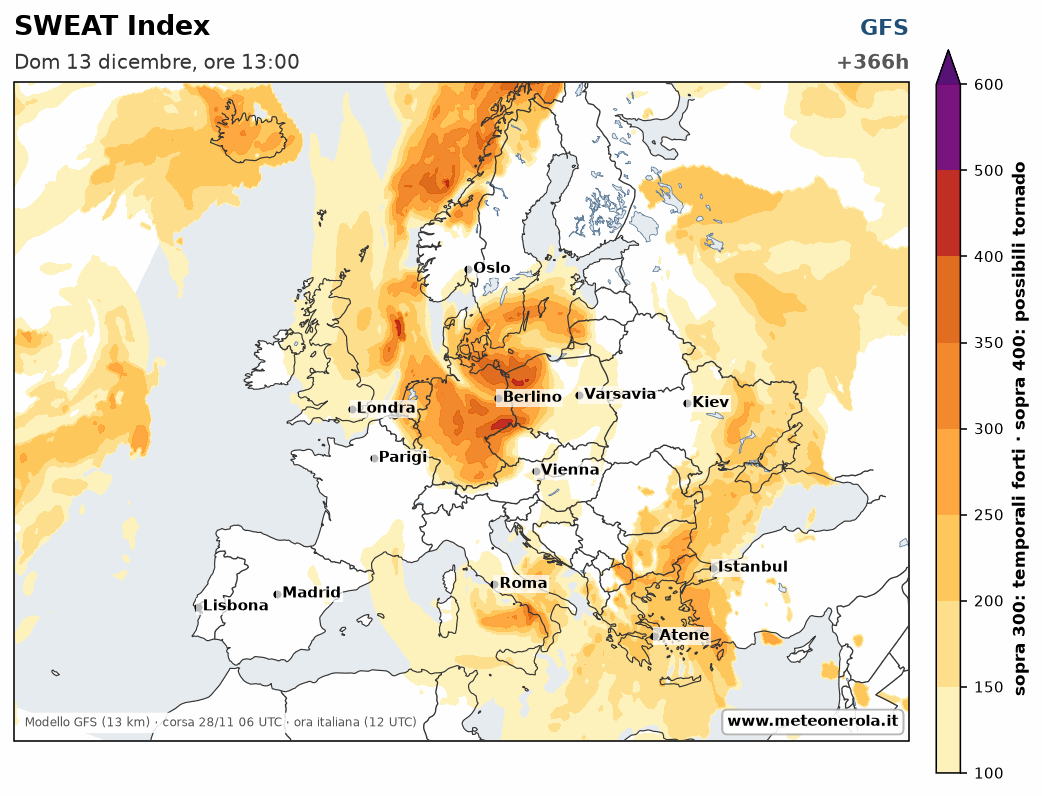 SWEAT Index
GFS
Dom 13 dicembre, ore 13:00
+366h
600
500
400
350
300
250
200
150
100
sopra 300: temporali forti · sopra 400: possibili tornado
Oslo
Berlino
Varsavia
Kiev
Londra
Parigi
Vienna
Istanbul
Roma
Madrid
Lisbona
Atene
Modello GFS (13 km) · corsa 28/11 06 UTC · ora italiana (12 UTC)
www.meteonerola.it